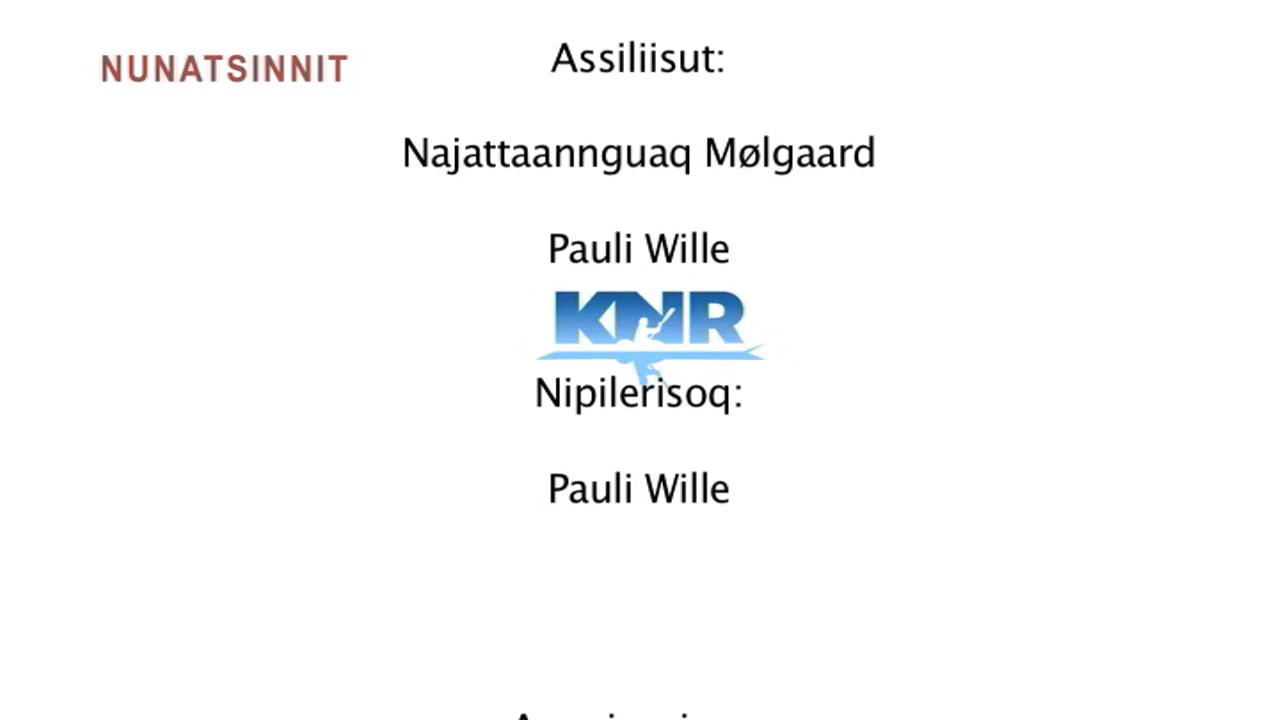 NUNATSINNIT
Assiliisut:
Najattaannguaq Mølgaard
Pauli Wille
KNR
Nipilerisoq:
Pauli Wille